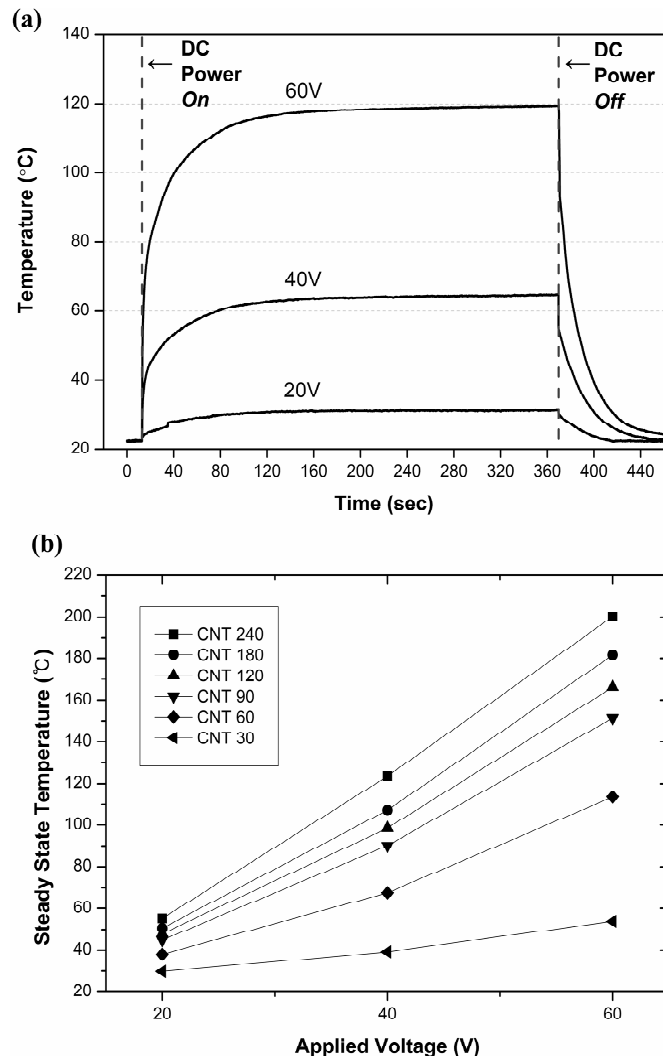 (a)
140
120
100
80
60
40
20
Temperature (°C)
← DC
Power
On
← DC
Power
Off
60V
40V
20V
0 40 80 120 160 200 240 280 320 360 400 440
Time (sec)
(b)
220
200
180
160
140
120
100
80
60
40
20
Steady State Temperature (℃)
CNT 240
CNT 180
CNT 120
CNT 90
CNT 60
CNT 30
20 40 60
Applied Voltage (V)